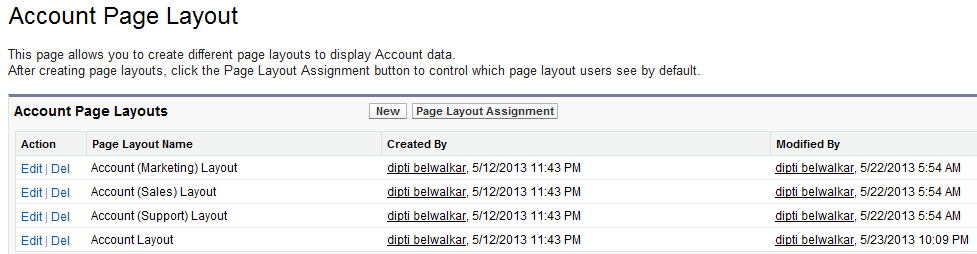 Account Page Layout
This page allows you to create different page layouts to display Account data.
After creating page layouts, click the Page Layout Assignment button to control which page layout users see by default.
Account Page Layouts New Page Layout Assignment
Action Page Layout Name Created By Modified By
Edit | Del Account (Marketing) Layout dipti belwalkar, 5/12/2013 11:43 PM dipti belwalkar, 5/22/2013 5:54 AM
Edit | Del Account (Sales) Layout dipti belwalkar, 5/12/2013 11:43 PM dipti belwalkar, 5/22/2013 5:54 AM
Edit | Del Account (Support) Layout dipti belwalkar, 5/12/2013 11:43 PM dipti belwalkar, 5/22/2013 5:54 AM
Edit | Del Account Layout dipti belwalkar, 5/12/2013 11:43 PM dipti belwalkar, 5/23/2013 10:09 PM